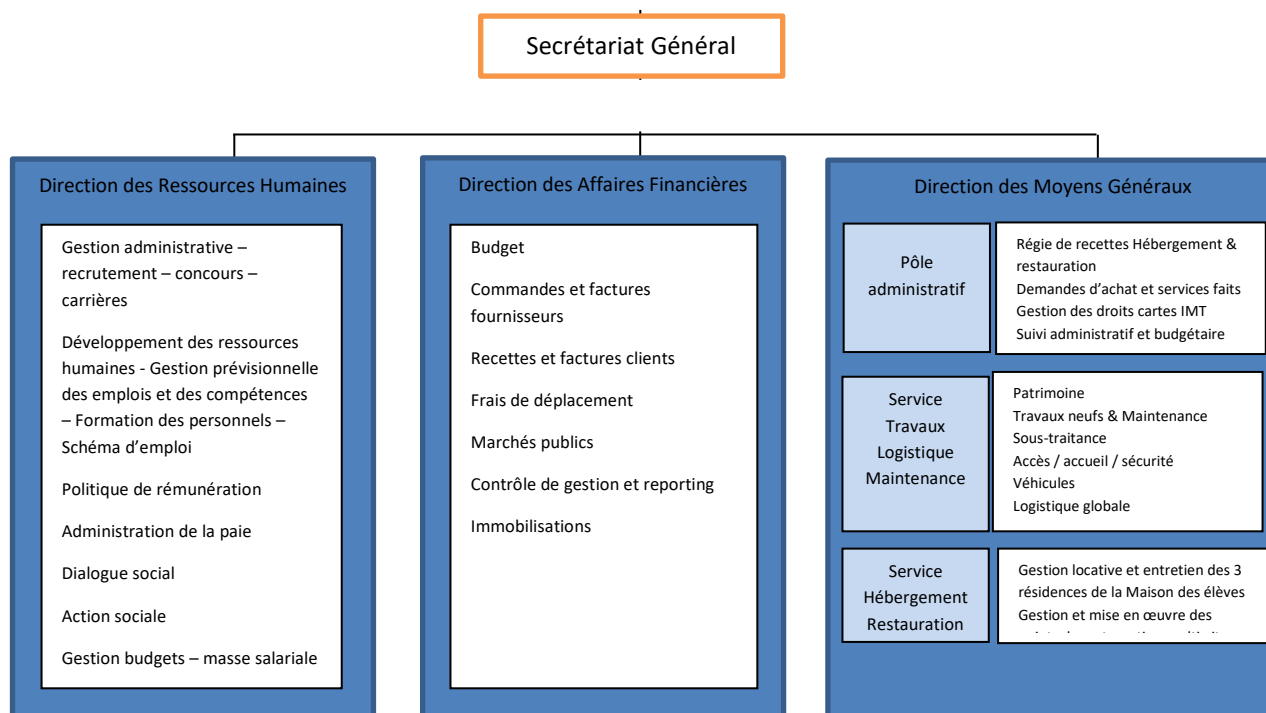 Secrétariat Général
Direction des Ressources Humaines
Gestion administrative –
recrutement – concours –
carrières
Développement des ressources
humaines - Gestion prévisionnelle
des emplois et des compétences
– Formation des personnels –
Schéma d’emploi
Politique de rémunération
Administration de la paie
Dialogue social
Action sociale
Gestion budgets – masse salariale
Direction des Affaires Financières
Budget
Commandes et factures
fournisseurs
Recettes et factures clients
Frais de déplacement
Marchés publics
Contrôle de gestion et reporting
Immobilisations
Direction des Moyens Généraux
Pôle
administratif
Régie de recettes Hébergement &
restauration
Demandes d’achat et services faits
Gestion des droits cartes IMT
Suivi administratif et budgétaire
Service
Travaux
Logistique
Maintenance
Patrimoine
Travaux neufs & Maintenance
Sous-traitance
Accès / accueil / sécurité
Véhicules
Logistique globale
Service
Hébergement
Restauration
Gestion locative et entretien des 3
résidences de la Maison des élèves
Gestion et mise en œuvre des